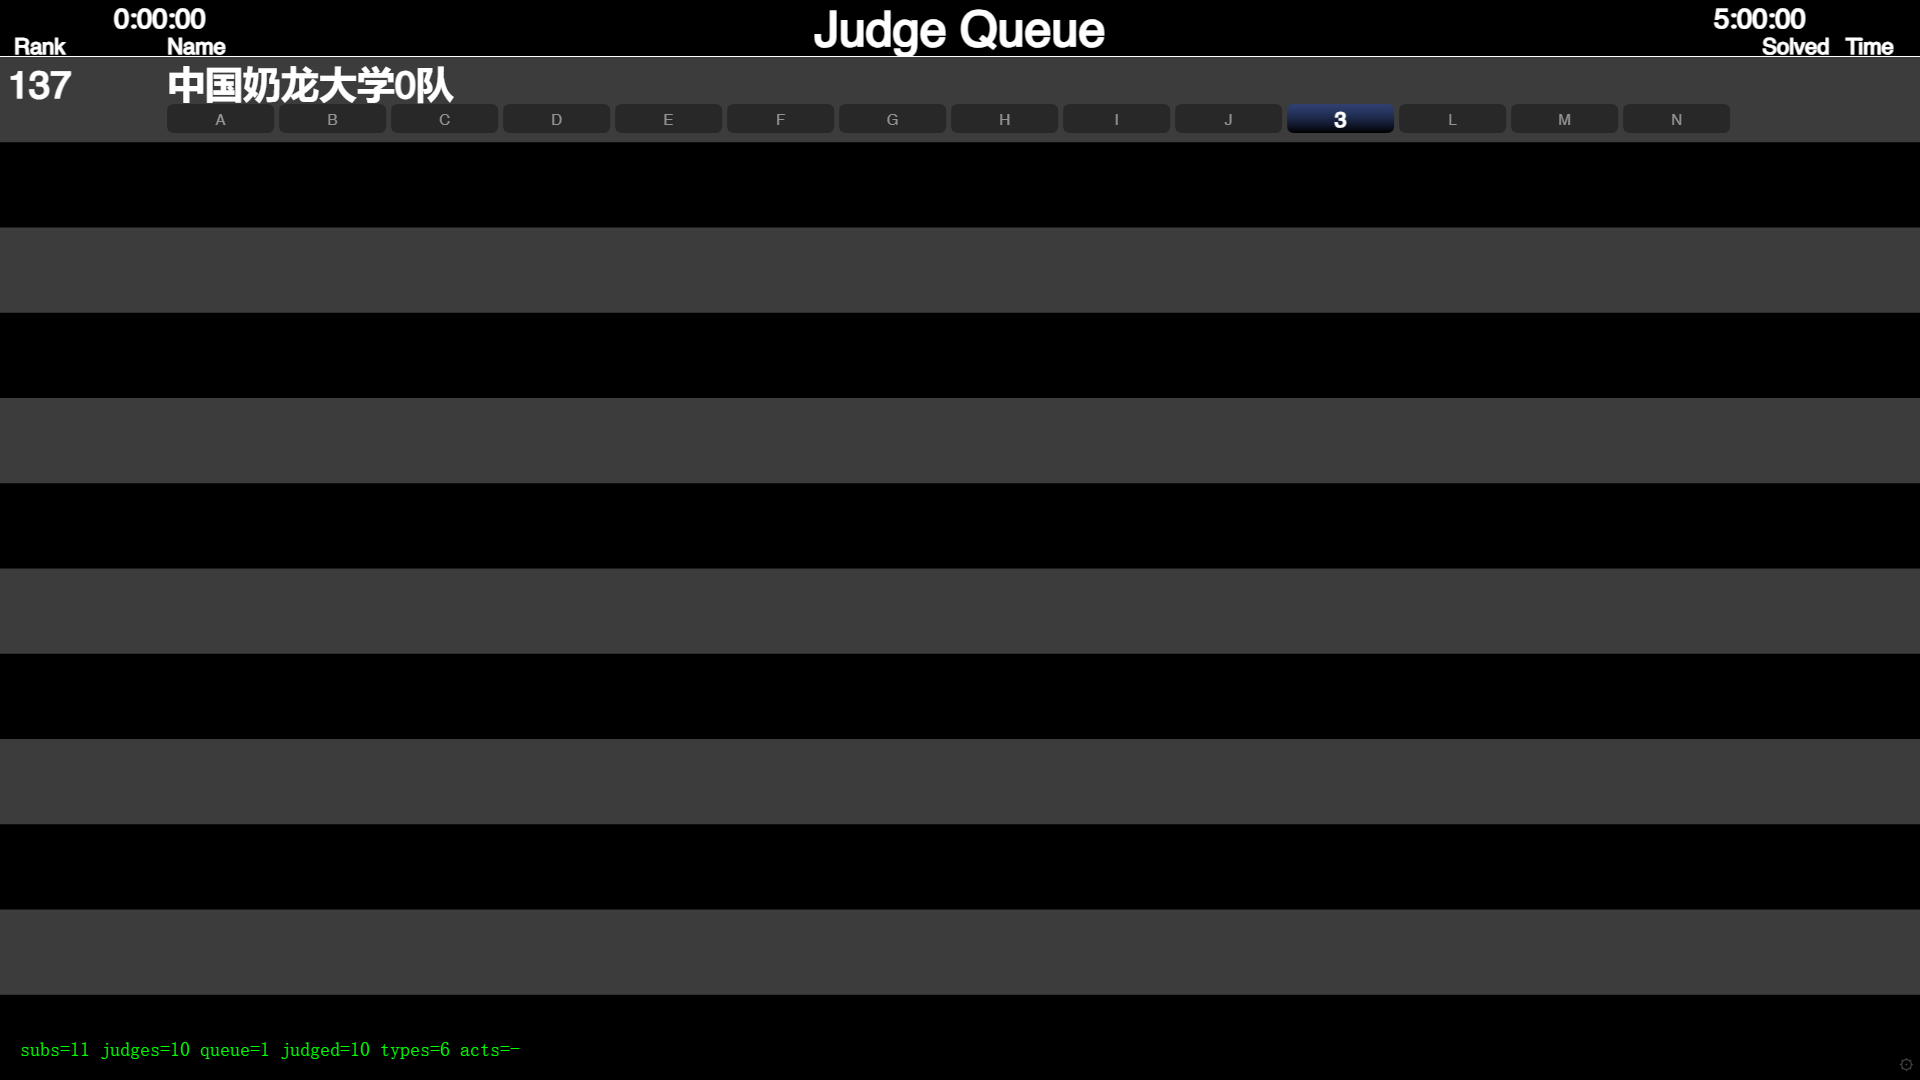 0:00:00 Judge Queue 5:00:00
Rank Name Solved Time
137 中国奶龙大学0队
A B C D E F G H I J 3 L M N
subs=11 judges=10 queue=1 judged=10 types=6 acts=-